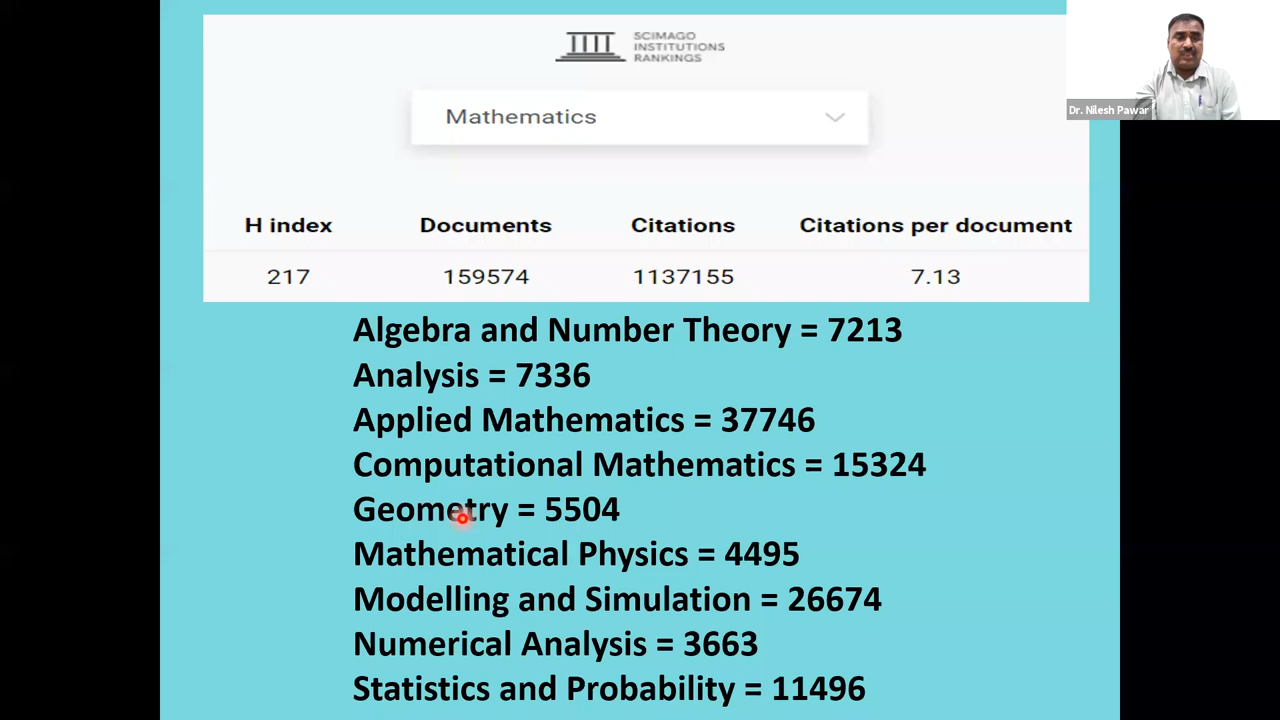 SCIMAGO
INSTITUTIONS
RANKINGS
Dr. Nilesh Pawar
Mathematics
H index Documents Citations Citations per document
217 159574 1137155 7.13
Algebra and Number Theory = 7213
Analysis = 7336
Applied Mathematics = 37746
Computational Mathematics = 15324
Geometry = 5504
Mathematical Physics = 4495
Modelling and Simulation = 26674
Numerical Analysis = 3663
Statistics and Probability = 11496